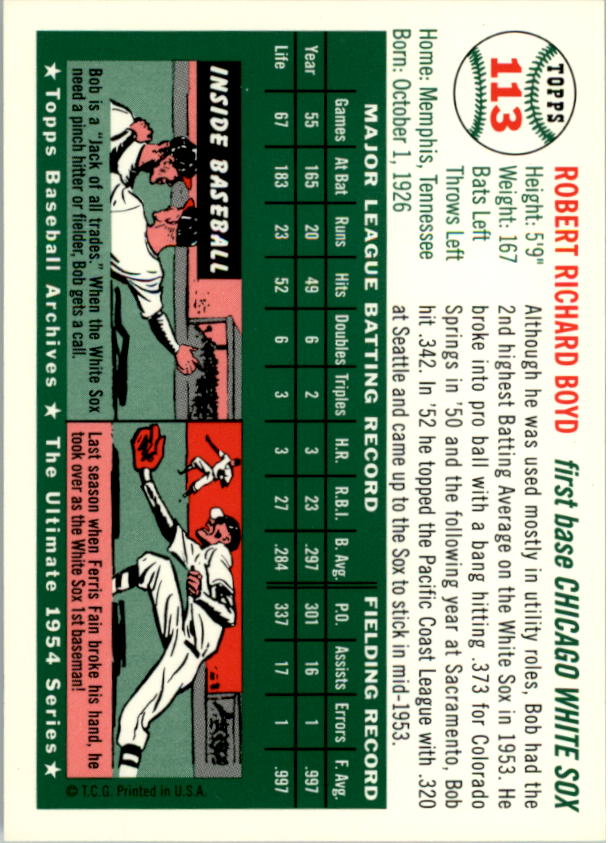 TOPPS
113
ROBERT RICHARD BOYD first base CHICAGO WHITE SOX
Height: 5'9"
Weight: 167
Bats Left
Throws Left
Home: Memphis, Tennessee
Born: October 1, 1926
Although he was used mostly in utility roles, Bob had the
2nd highest Batting Average on the White Sox in 1953. He
broke into pro ball with a bang hitting .373 for Colorado
Springs in '50 and the following year at Sacramento, Bob
hit .342. In '52 he topped the Pacific Coast League with .320
at Seattle and came up to the Sox to stick in mid-1953.
MAJOR LEAGUE BATTING RECORD FIELDING RECORD
Year Games At Bat Runs Hits Doubles Triples H.R. R.B.I. B. Avg. P.O. Assists Errors F. Avg.
Year 55 165 20 49 6 2 3 23 .297 301 16 1 .997
Life 67 183 23 52 6 3 3 27 .284 337 17 1 .997
INSIDE BASEBALL
Bob is a "Jack of all trades." When the White Sox
need a pinch hitter or fielder, Bob gets a call.
Last season when Ferris Fain broke his hand, he
took over as the White Sox 1st baseman!
© T.C.G. Printed in U.S.A.
★ Topps Baseball Archives ★ The Ultimate 1954 Series ★